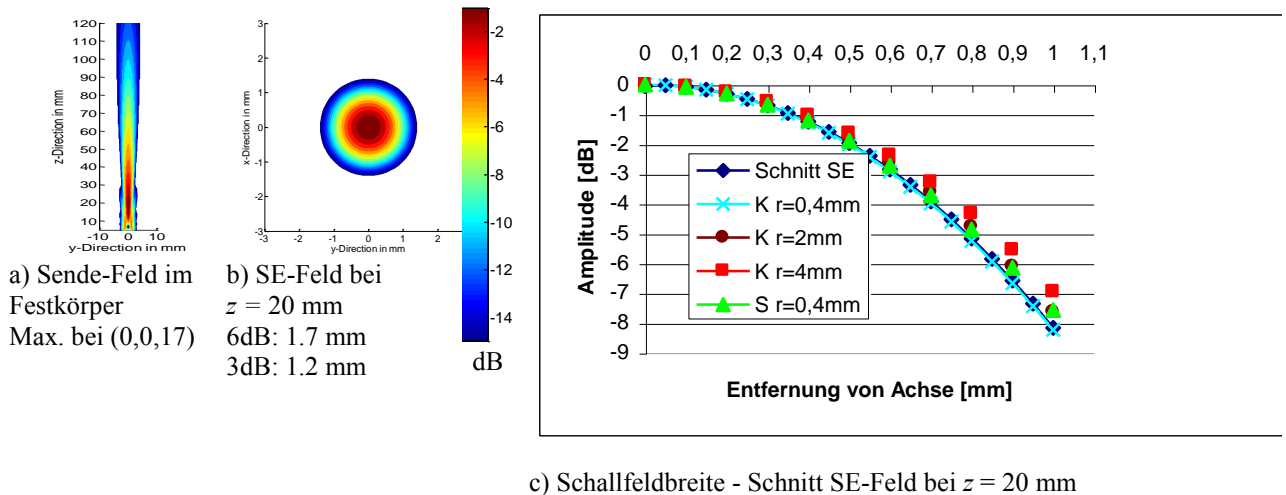 120
110
100
90
80
70
60
50
40
30
20
10
-10 0 10
z-Direction in mm
y-Direction in mm
a) Sende-Feld im
Festkörper
Max. bei (0,0,17)
3
2
1
0
-1
-2
-3
-3 -2 -1 0 1 2
x-Direction in mm
y-Direction in mm
b) SE-Feld bei
z = 20 mm
6dB: 1.7 mm
3dB: 1.2 mm
-2
-4
-6
-8
-10
-12
-14
dB
0 0,1 0,2 0,3 0,4 0,5 0,6 0,7 0,8 0,9 1 1,1
0
-1
-2
-3
-4
-5
-6
-7
-8
-9
Amplitude [dB]
Schnitt SE
K r=0,4mm
K r=2mm
K r=4mm
S r=0,4mm
Entfernung von Achse [mm]
c) Schallfeldbreite - Schnitt SE-Feld bei z = 20 mm